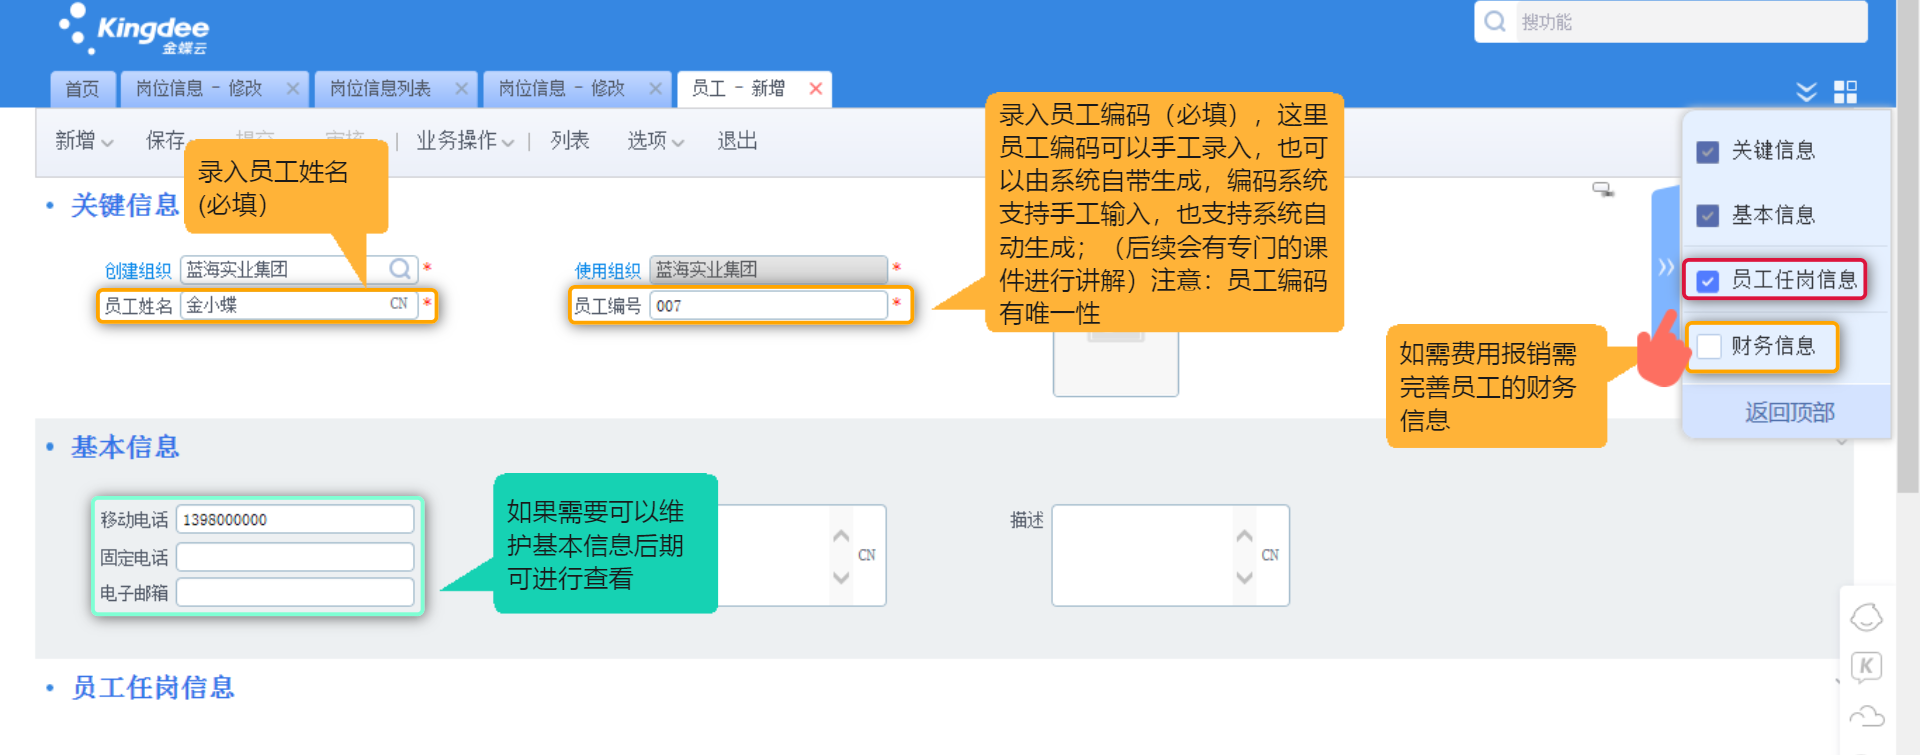 Kingdee
金蝶云
搜功能
首页
岗位信息 - 修改
岗位信息列表
岗位信息 - 修改
员工 - 新增
新增
保存
提交
审核
业务操作
列表
选项
退出
录入员工姓名
(必填)
录入员工编码（必填），这里
员工编码可以手工录入，也可
以由系统自带生成，编码系统
支持手工输入，也支持系统自
动生成；（后续会有专门的课
件进行讲解）注意：员工编码
有唯一性
关键信息
创建组织 蓝海实业集团 *
使用组织 蓝海实业集团 *
员工姓名 金小蝶 CN *
员工编号 007 *
关键信息
基本信息
员工任岗信息
财务信息
返回顶部
如需费用报销需
完善员工的财务
信息
基本信息
移动电话 1398000000
固定电话
电子邮箱
如果需要可以维
护基本信息后期
可进行查看
CN
描述
CN
员工任岗信息
K